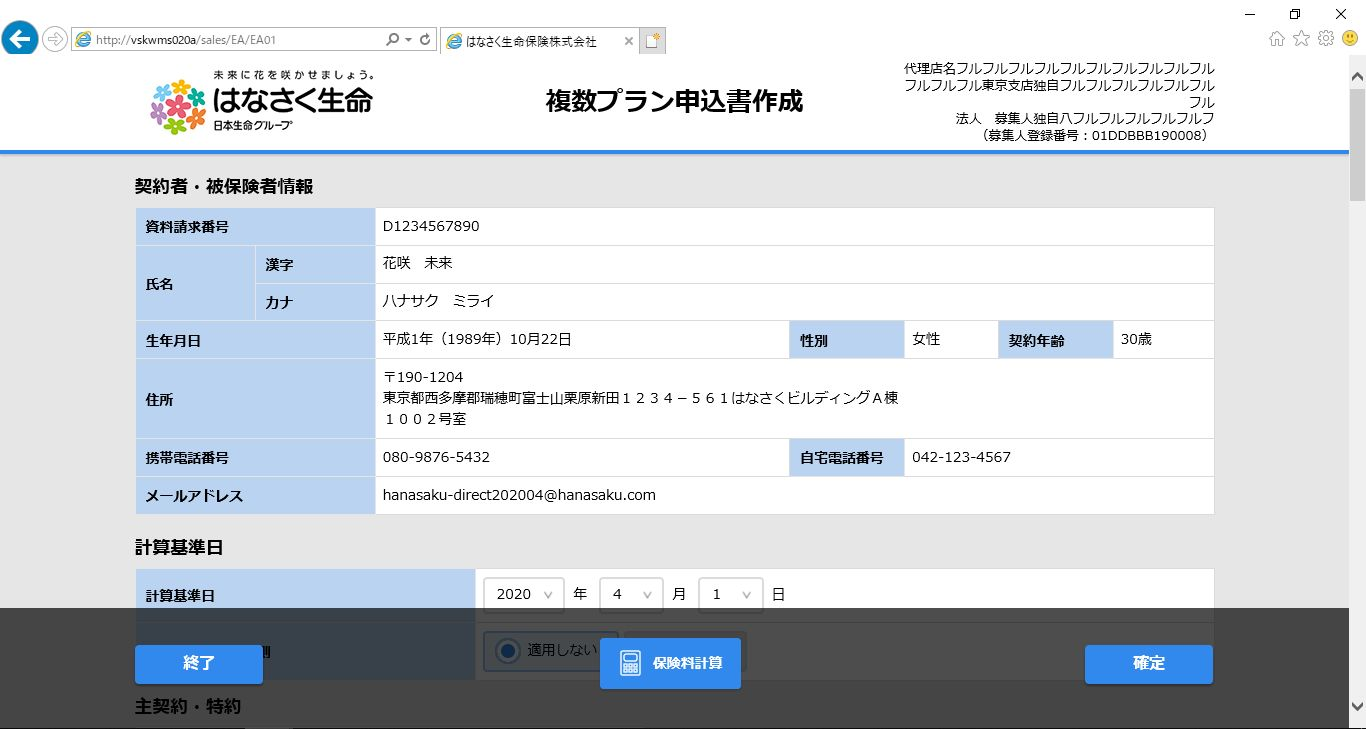 http://vskwms020a/sales/EA/EA01
はなさく生命保険株式会社
未来に花を咲かせましょう。
はなさく生命
日本生命グループ
複数プラン申込書作成
代理店名フルフルフルフルフルフルフルフルフルフル
フルフルフル東京支店独自フルフルフルフルフルフル
フル
法人　募集人独自八フルフルフルフルフルフ
（募集人登録番号：01DDBBB190008）
契約者・被保険者情報
資料請求番号 D1234567890
氏名
漢字 花咲　未来
カナ ハナサク　ミライ
生年月日 平成1年（1989年）10月22日 性別 女性 契約年齢 30歳
住所
〒190-1204
東京都西多摩郡瑞穂町富士山栗原新田１２３４－５６１はなさくビルディングＡ棟
１００２号室
携帯電話番号 080-9876-5432 自宅電話番号 042-123-4567
メールアドレス hanasaku-direct202004@hanasaku.com
計算基準日
計算基準日 2020 年 4 月 1 日
適用しない
終了 保険料計算 確定
主契約・特約